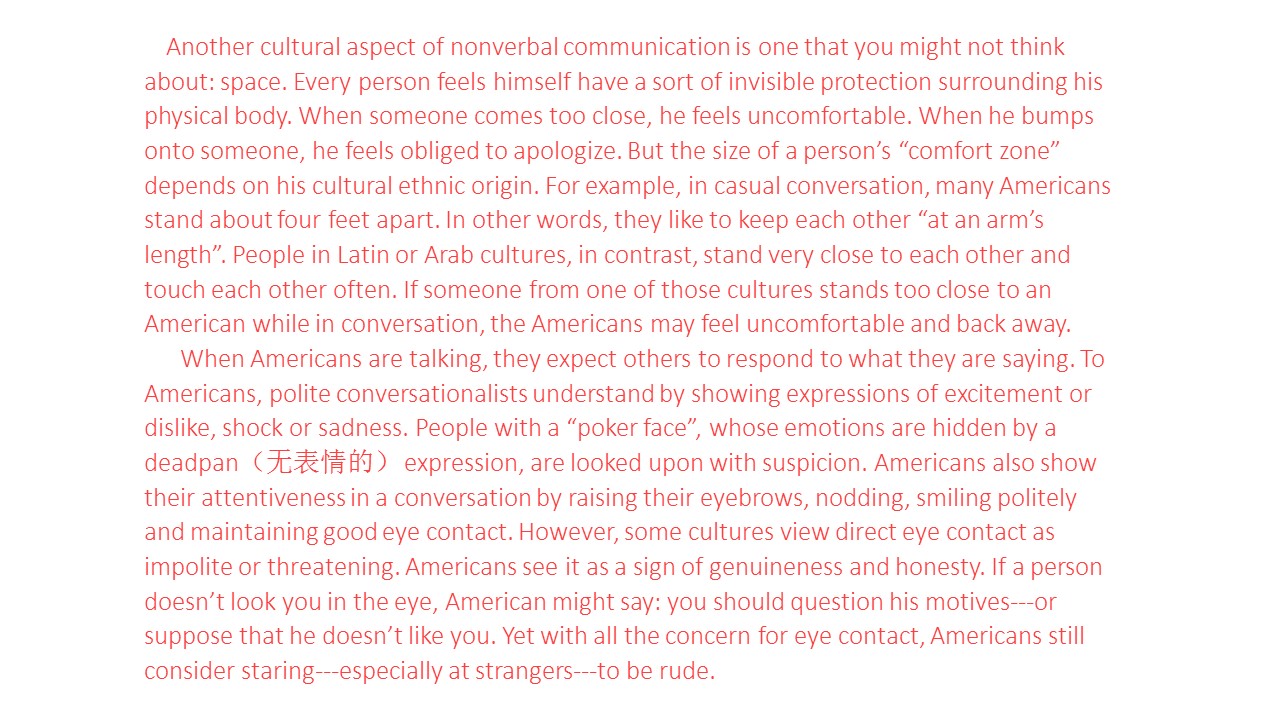 Another cultural aspect of nonverbal communication is one that you might not think
about: space. Every person feels himself have a sort of invisible protection surrounding his
physical body. When someone comes too close, he feels uncomfortable. When he bumps
onto someone, he feels obliged to apologize. But the size of a person’s “comfort zone”
depends on his cultural ethnic origin. For example, in casual conversation, many Americans
stand about four feet apart. In other words, they like to keep each other “at an arm’s
length”. People in Latin or Arab cultures, in contrast, stand very close to each other and
touch each other often. If someone from one of those cultures stands too close to an
American while in conversation, the Americans may feel uncomfortable and back away.
When Americans are talking, they expect others to respond to what they are saying. To
Americans, polite conversationalists understand by showing expressions of excitement or
dislike, shock or sadness. People with a “poker face”, whose emotions are hidden by a
deadpan（无表情的） expression, are looked upon with suspicion. Americans also show
their attentiveness in a conversation by raising their eyebrows, nodding, smiling politely
and maintaining good eye contact. However, some cultures view direct eye contact as
impolite or threatening. Americans see it as a sign of genuineness and honesty. If a person
doesn’t look you in the eye, American might say: you should question his motives---or
suppose that he doesn’t like you. Yet with all the concern for eye contact, Americans still
consider staring---especially at strangers---to be rude.